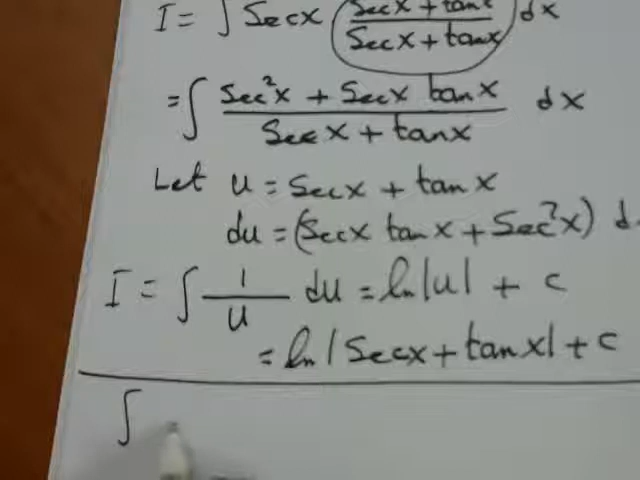 I = ∫ Secx (Secx + tanx / Secx + tanx) dx
= ∫ Sec²x + Secx tanx / Secx + tanx dx
Let u = Secx + tanx
du = (Secx tanx + Sec²x) d
I = ∫ 1/u du = ln|u| + c
= ln|Secx + tanx| + c
∫